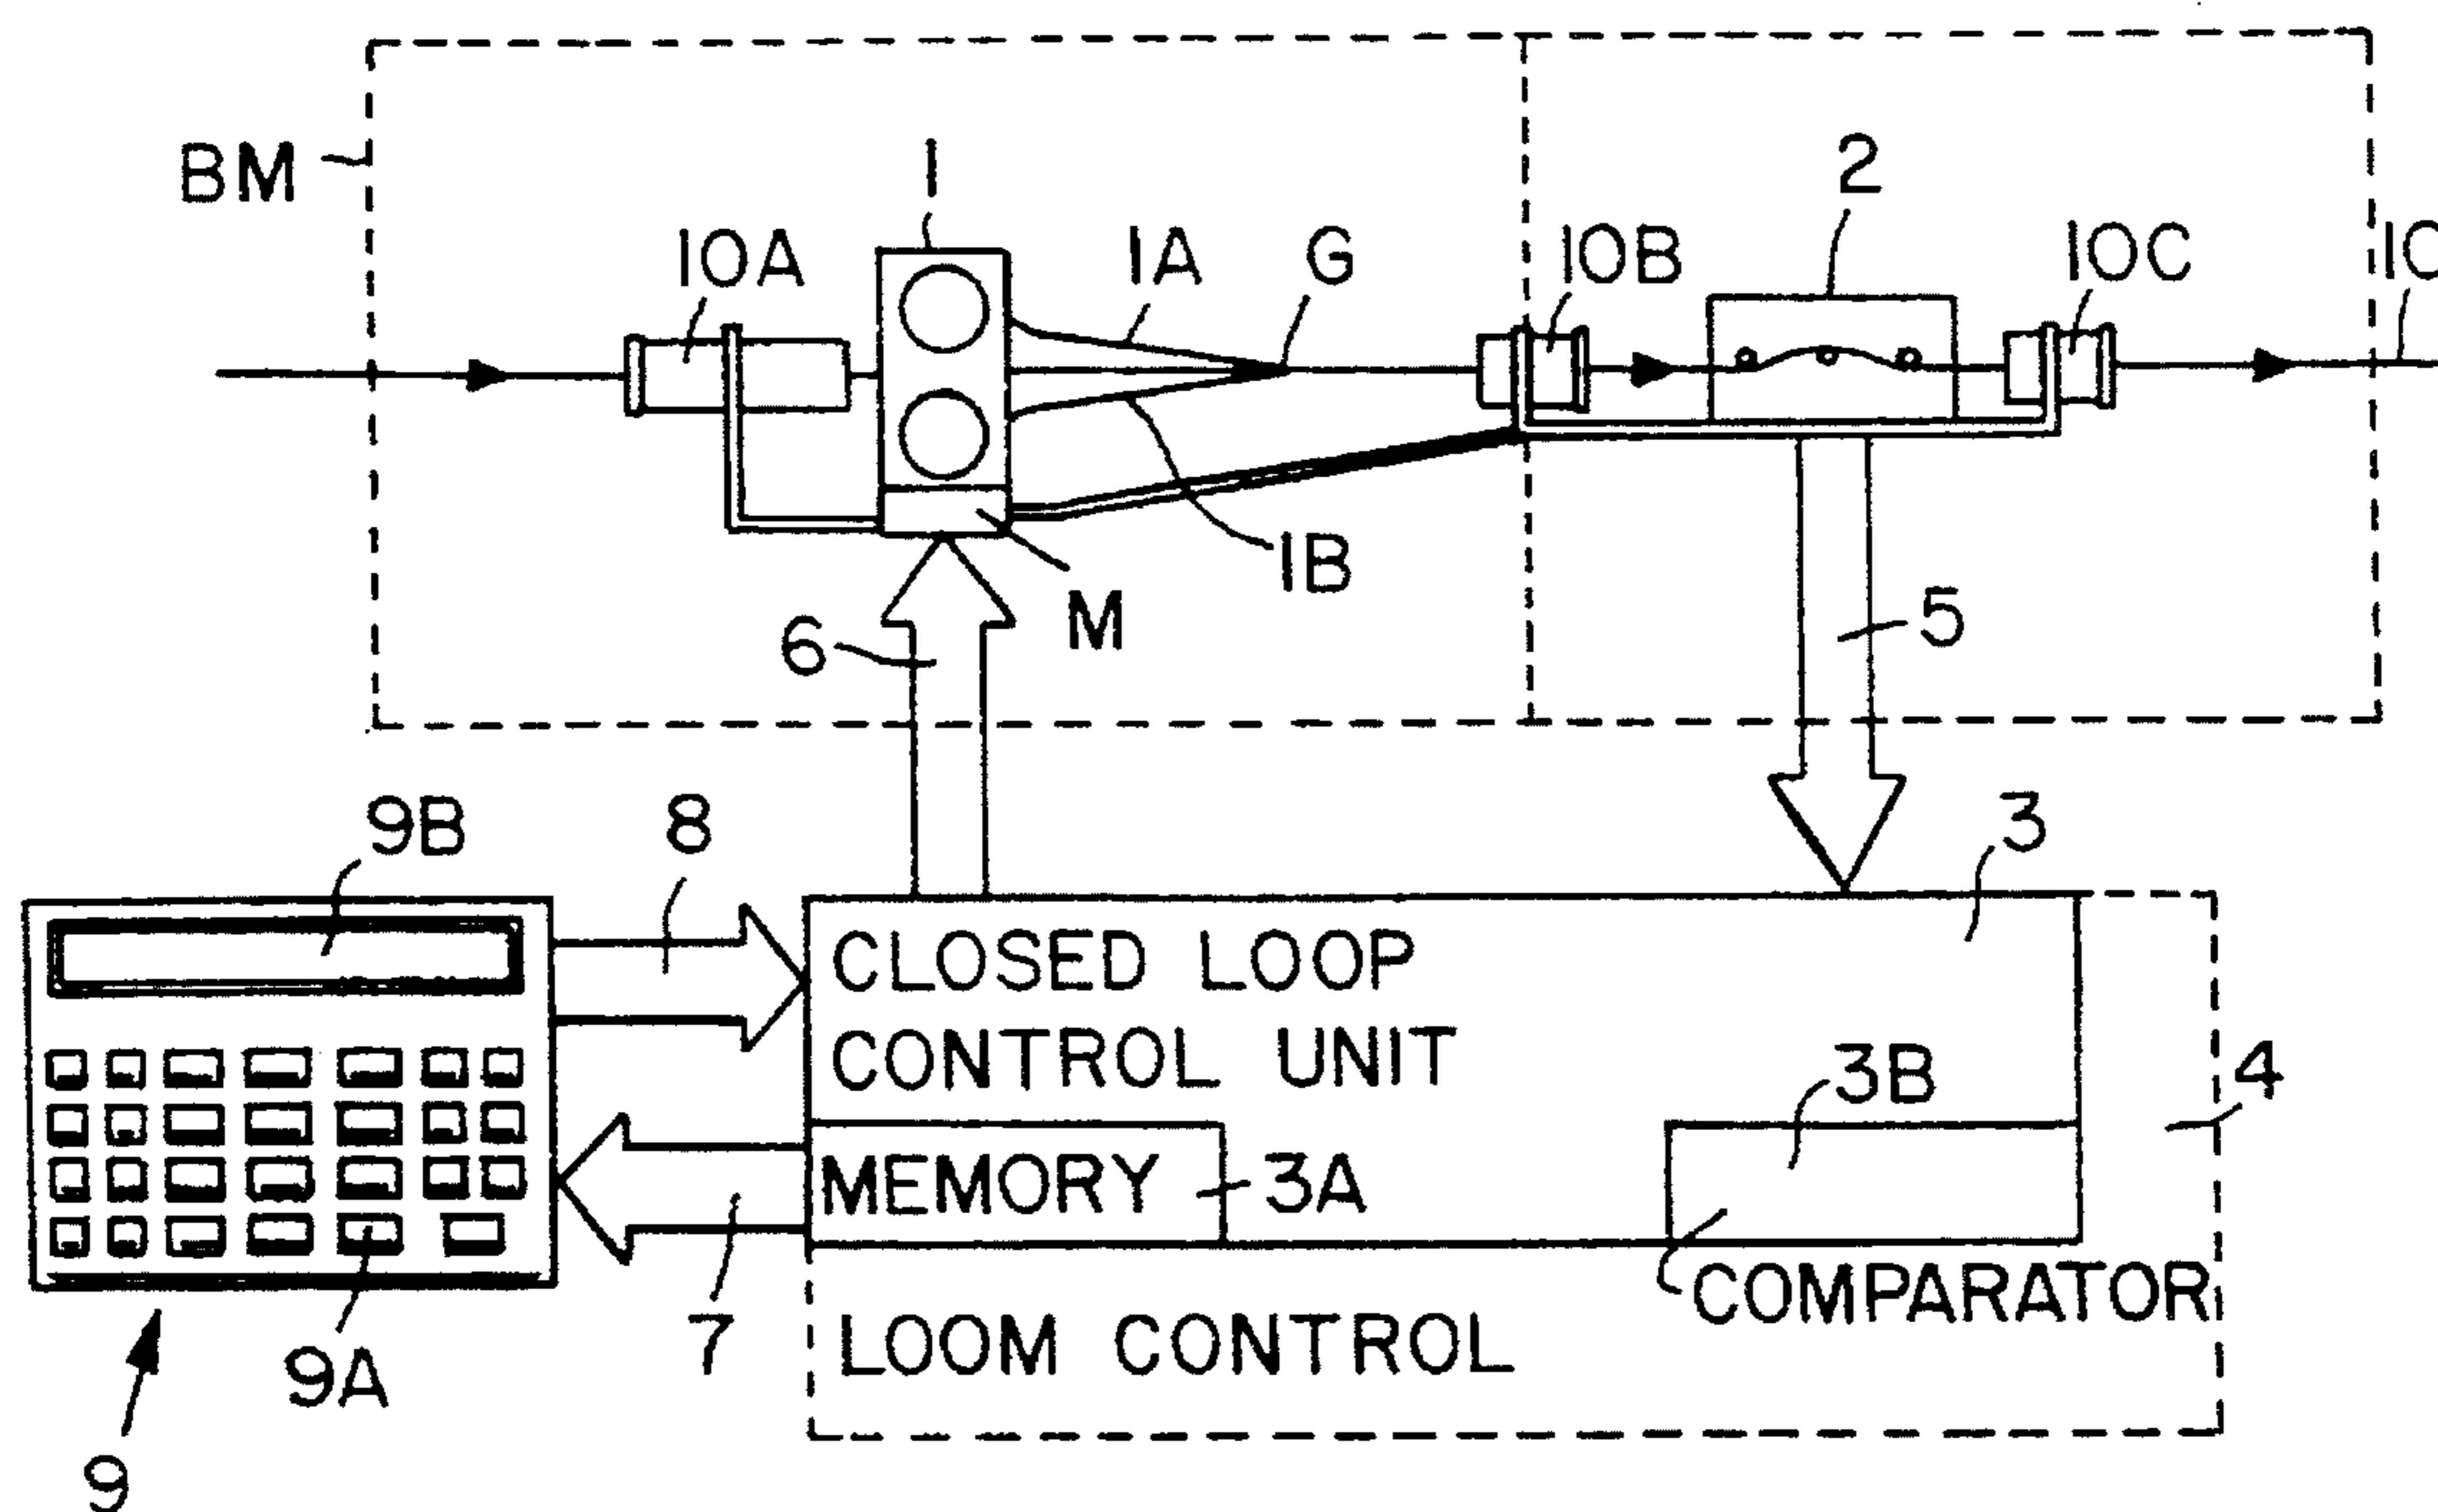 BM
1
2
10A
1A
G
10B
10C
10
1B
M
6
5
9B
8
3
CLOSED LOOP
CONTROL UNIT
3B
4
MEMORY
3A
COMPARATOR
7
LOOM CONTROL
9A
9